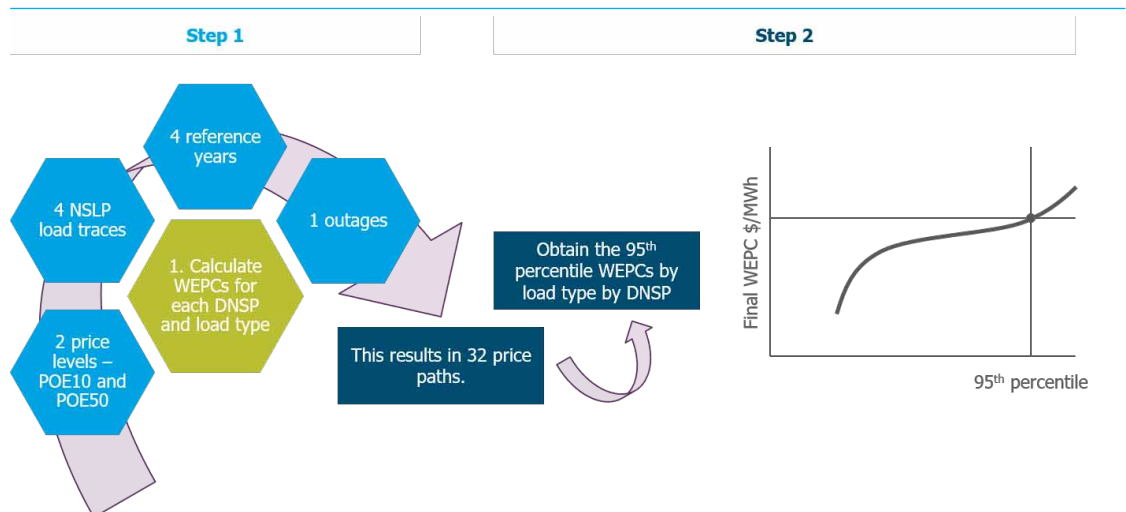 Step 1
Step 2
4 reference
years
4 NSLP
load traces
1 outages
1. Calculate
WEPCs for
each DNSP
and load type
2 price
levels –
POE10 and
POE50
This results in 32 price
paths.
Obtain the 95th
percentile WEPCs by
load type by DNSP
Final WEPC $/MWh
95th percentile